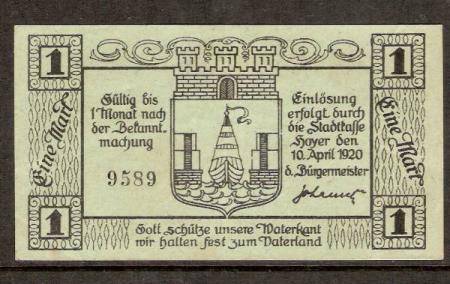 1
1
Eine Mark
Gültig bis
1 Monat nach
der Bekannt-
machung
9589
Einlösung
erfolgt durch
die Stadtkasse
Hoyer den
10. April 1920
d. Bürgermeister
Eine Mark
1
1
Gott schütze unsere Waterkant
wir halten fest zum Vaterland